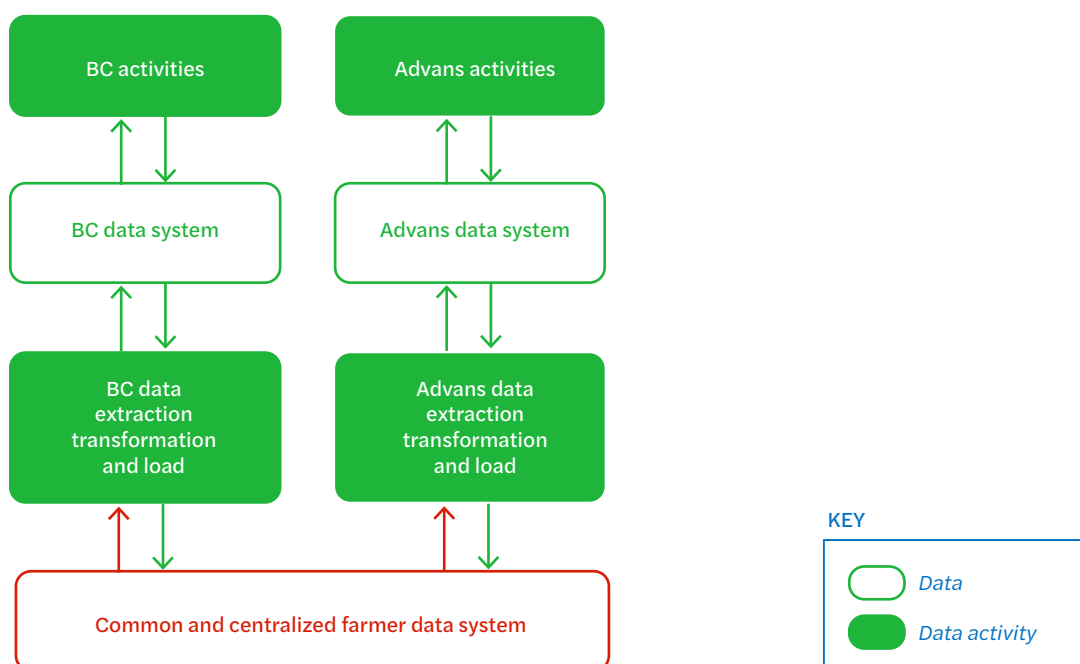 BC activities
Advans activities
BC data system
Advans data system
BC data
extraction
transformation
and load
Advans data
extraction
transformation
and load
Common and centralized farmer data system
KEY
Data
Data activity